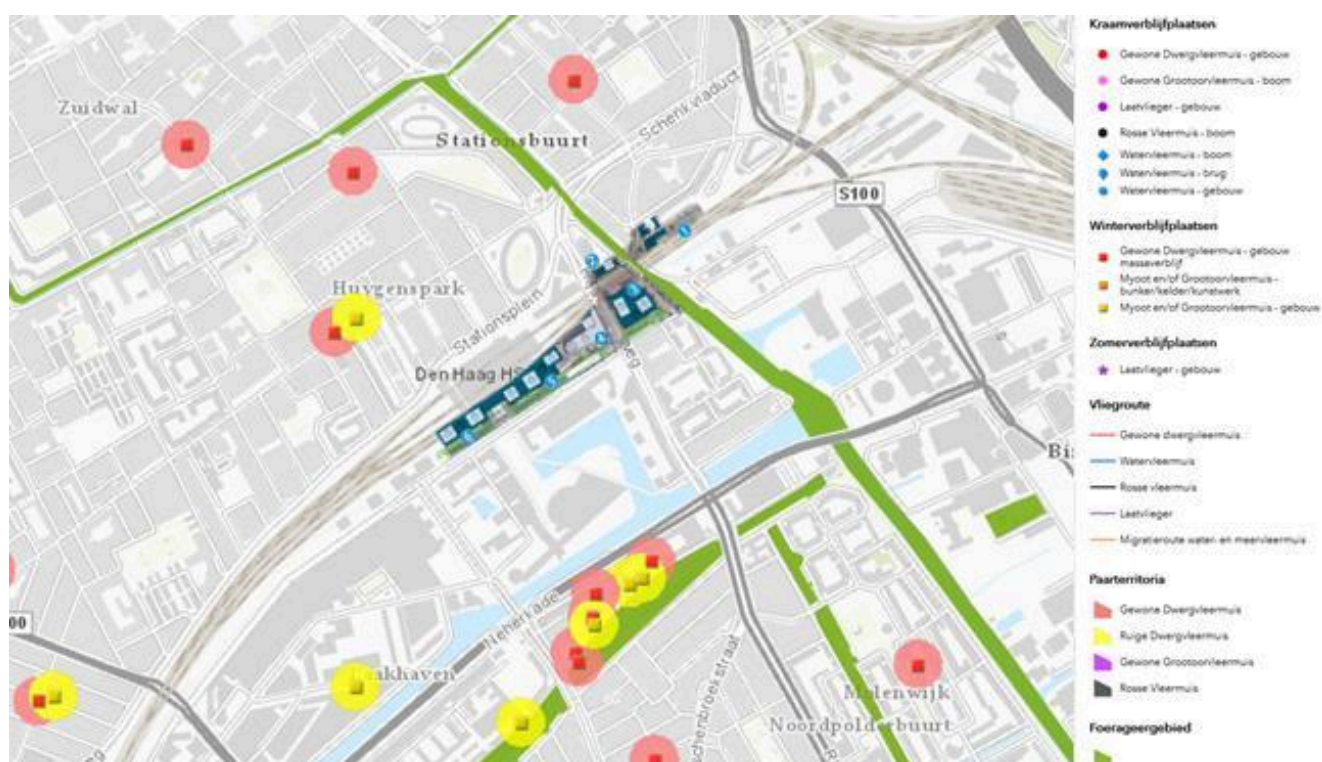 Zuidwal
Stationsbuurt
Schenkviaduct
S100
Huygenspark
Stationsplein
Den Haag HS
weg
Bi
00
Neherkade
Laakhaven
Molenwijk
Noordpolderbuurt
Kraamverblijfplaatsen
Gewone Dwergvleermuis - gebouw
Gewone Grootoorvleermuis - boom
Laatvlieger - gebouw
Rosse Vleermuis - boom
Watervleermuis - boom
Watervleermuis - brug
Watervleermuis - gebouw
Winterverblijfplaatsen
Gewone Dwergvleermuis - gebouw
massaverblijf
Myoot en/of Grootoorvleermuis -
bunker/kelder/kunstwerk
Myoot en/of Grootoorvleermuis - gebouw
Zomerverblijfplaatsen
Laatvlieger - gebouw
Vliegroute
Gewone dwergvleermuis
Watervleermuis
Rosse vleermuis
Laatvlieger
Migratieroute water- en meervleermuis
Paarterritoria
Gewone Dwergvleermuis
Ruige Dwergvleermuis
Gewone Grootoorvleermuis
Rosse Vleermuis
Foerageergebied